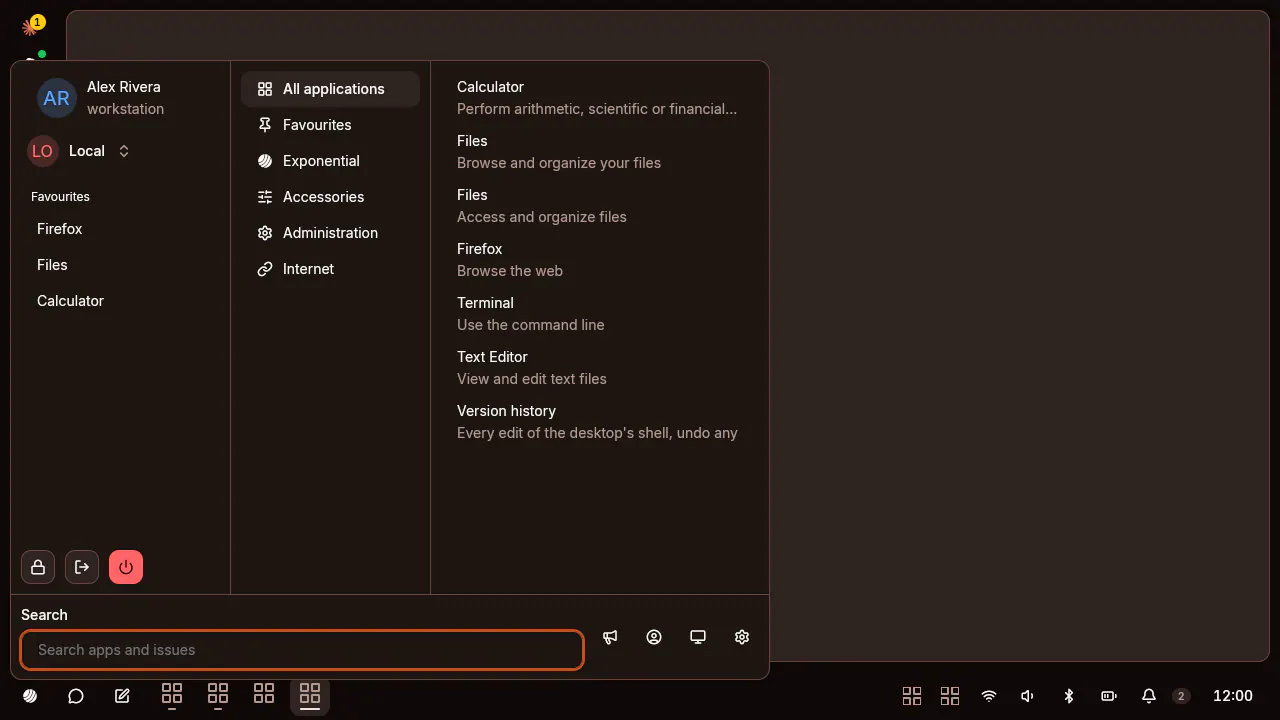 1
AR
Alex Rivera
workstation
LO
Local
Favourites
Firefox
Files
Calculator
All applications
Favourites
Exponential
Accessories
Administration
Internet
Calculator
Perform arithmetic, scientific or financial...
Files
Browse and organize your files
Files
Access and organize files
Firefox
Browse the web
Terminal
Use the command line
Text Editor
View and edit text files
Version history
Every edit of the desktop's shell, undo any
Search
Search apps and issues
2
12:00